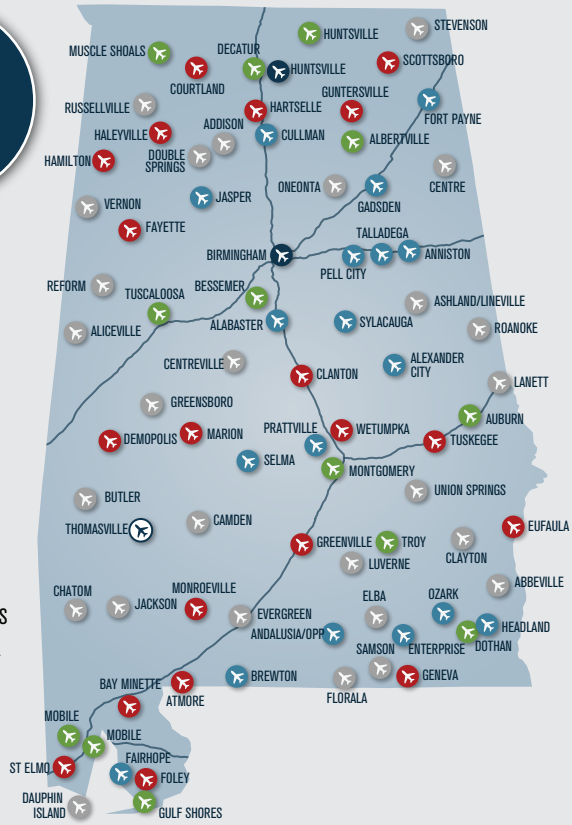 STEVENSON
HUNTSVILLE
MUSCLE SHOALS
DECATUR
HUNTSVILLE
SCOTTSBORO
COURTLAND
GUNTERSVILLE
RUSSELLVILLE
HARTSELLE
FORT PAYNE
HALEYVILLE
ADDISON
CULLMAN
ALBERTVILLE
HAMILTON
DOUBLE
SPRINGS
ONEONTA
CENTRE
VERNON
JASPER
GADSDEN
FAYETTE
TALLADEGA
BIRMINGHAM
ANNISTON
PELL CITY
REFORM
TUSCALOOSA
BESSEMER
ASHLAND/LINEVILLE
ALICEVILLE
ALABASTER
SYLACAUGA
ROANOKE
CENTREVILLE
ALEXANDER
CITY
CLANTON
LANETT
GREENSBORO
AUBURN
DEMOPOLIS
MARION
PRATTVILLE
WETUMPKA
TUSKEGEE
SELMA
MONTGOMERY
BUTLER
UNION SPRINGS
THOMASVILLE
CAMDEN
EUFAULA
GREENVILLE
TROY
CLAYTON
LUVERNE
CHATOM
JACKSON
MONROEVILLE
ABBEVILLE
ELBA
OZARK
S
EVERGREEN
ANDALUSIA/OPP
HEADLAND
SAMSON
ENTERPRISE
DOTHAN
BREWTON
GENEVA
BAY MINETTE
ATMORE
FLORALA
MOBILE
MOBILE
FAIRHOPE
ST ELMO
FOLEY
DAUPHIN
ISLAND
GULF SHORES